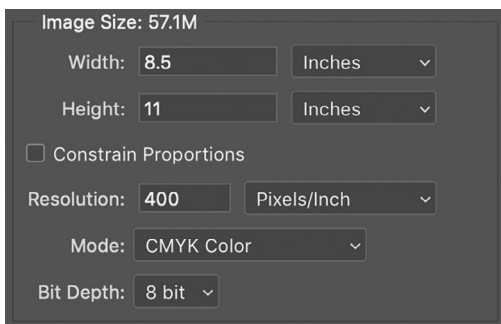 Image Size: 57.1M
Width: 8.5 Inches
Height: 11 Inches
Constrain Proportions
Resolution: 400 Pixels/Inch
Mode: CMYK Color
Bit Depth: 8 bit